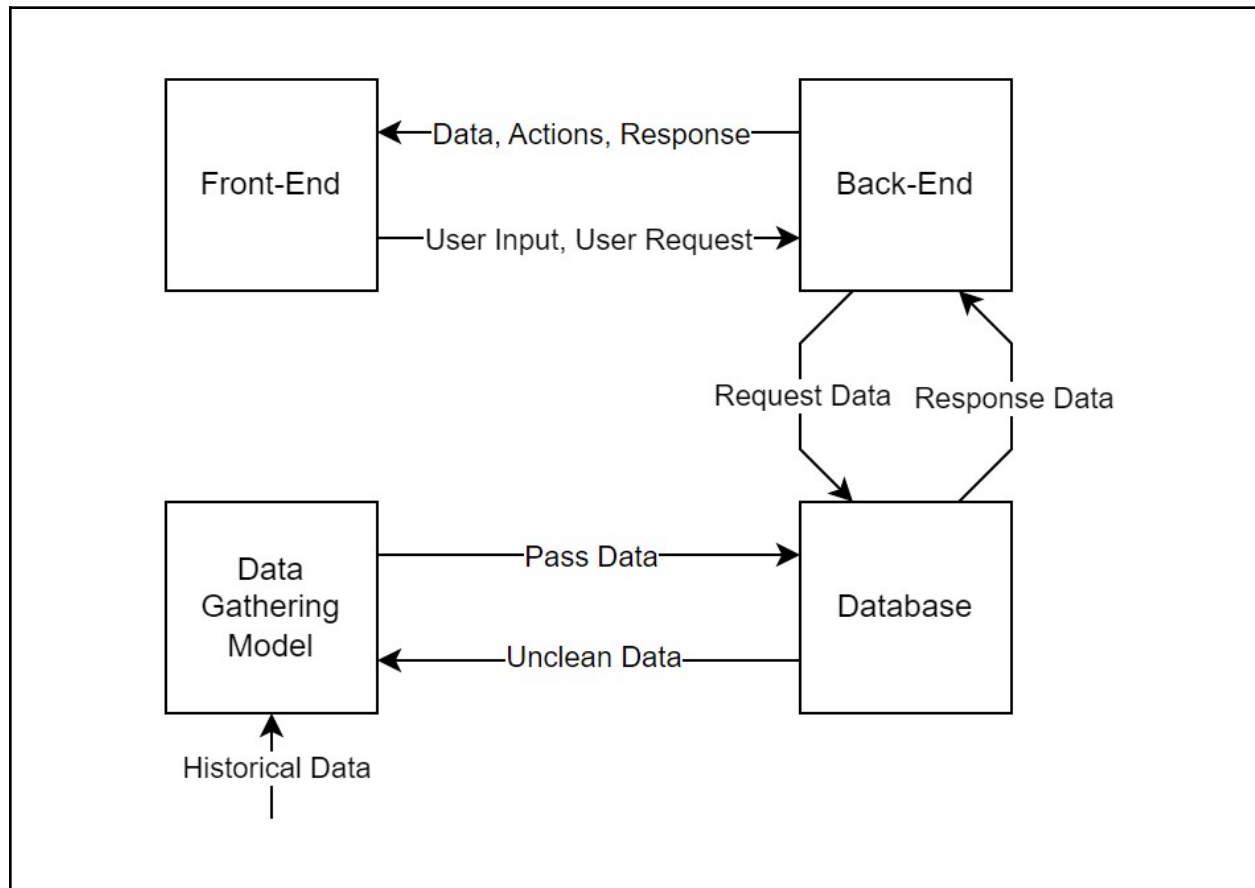 Data, Actions, Response
Front-End
Back-End
User Input, User Request
Request Data
Response Data
Data
Gathering
Model
Pass Data
Database
Unclean Data
Historical Data